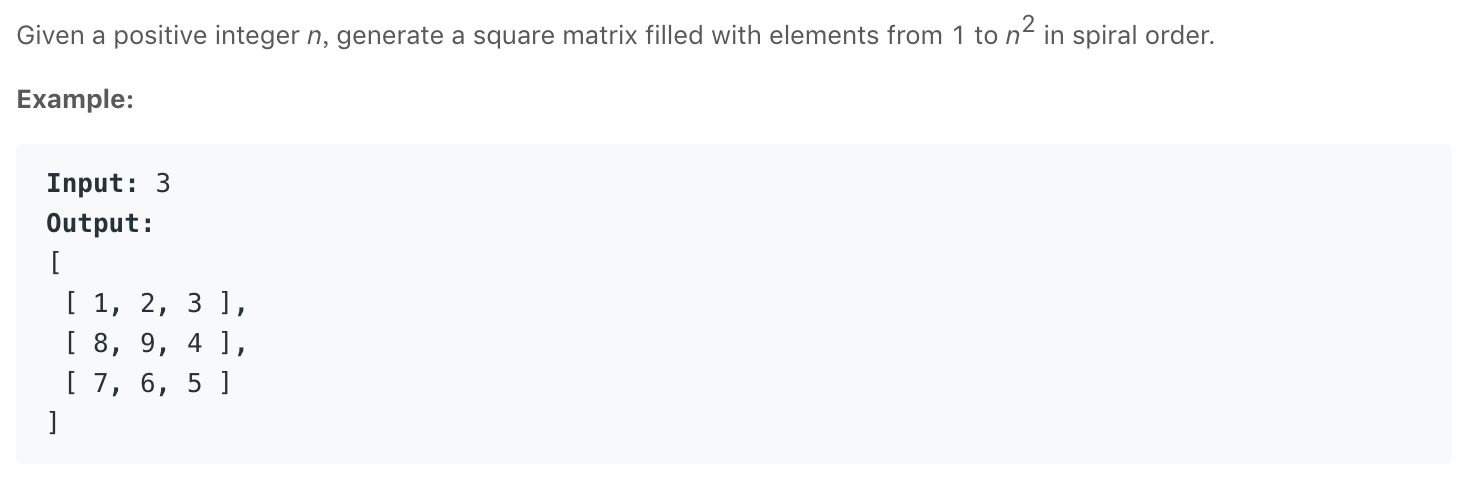 Given a positive integer n, generate a square matrix filled with elements from 1 to n² in spiral order.
Example:
Input: 3
Output:
[
 [ 1, 2, 3 ],
 [ 8, 9, 4 ],
 [ 7, 6, 5 ]
]